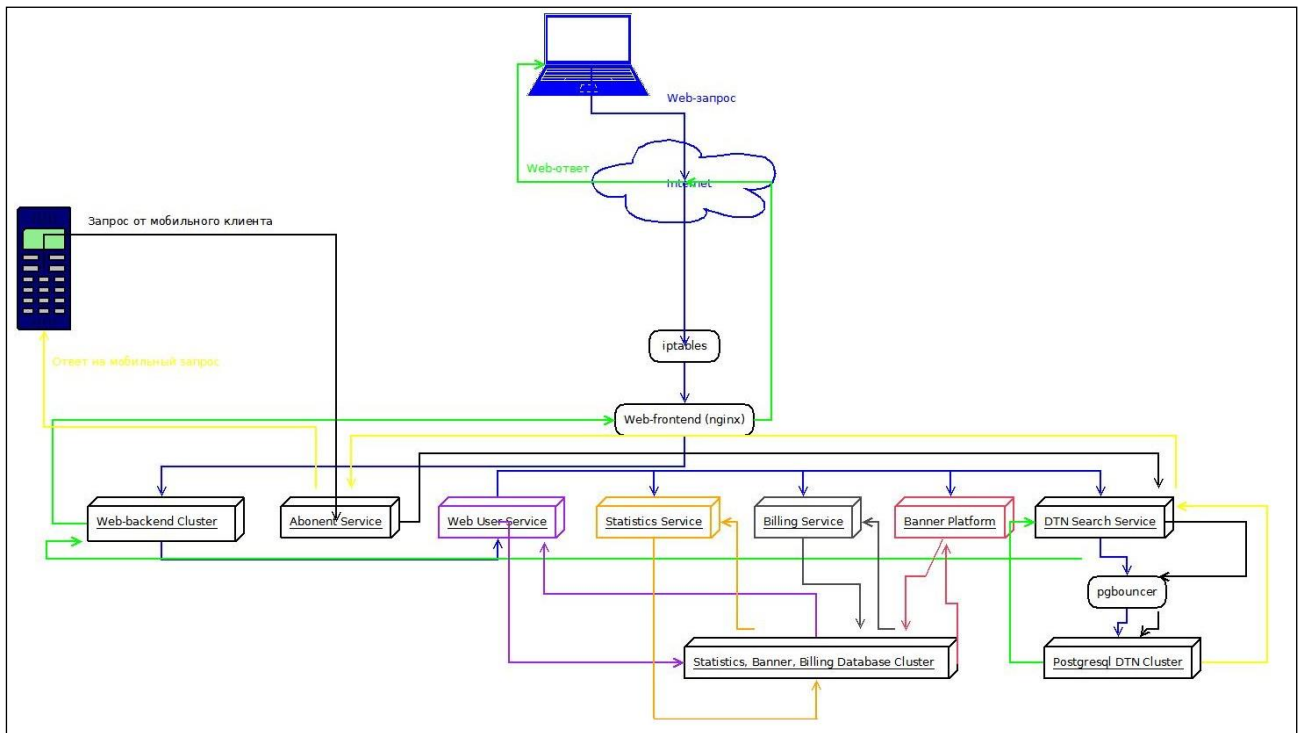 Web-запрос
Web-ответ
Internet
Запрос от мобильного клиента
iptables
Ответ на мобильный запрос
Web-frontend (nginx)
Web-backend Cluster
Abonent Service
Web User Service
Statistics Service
Billing Service
Banner Platform
DTN Search Service
pgbouncer
Statistics, Banner, Billing Database Cluster
Postgresql DTN Cluster